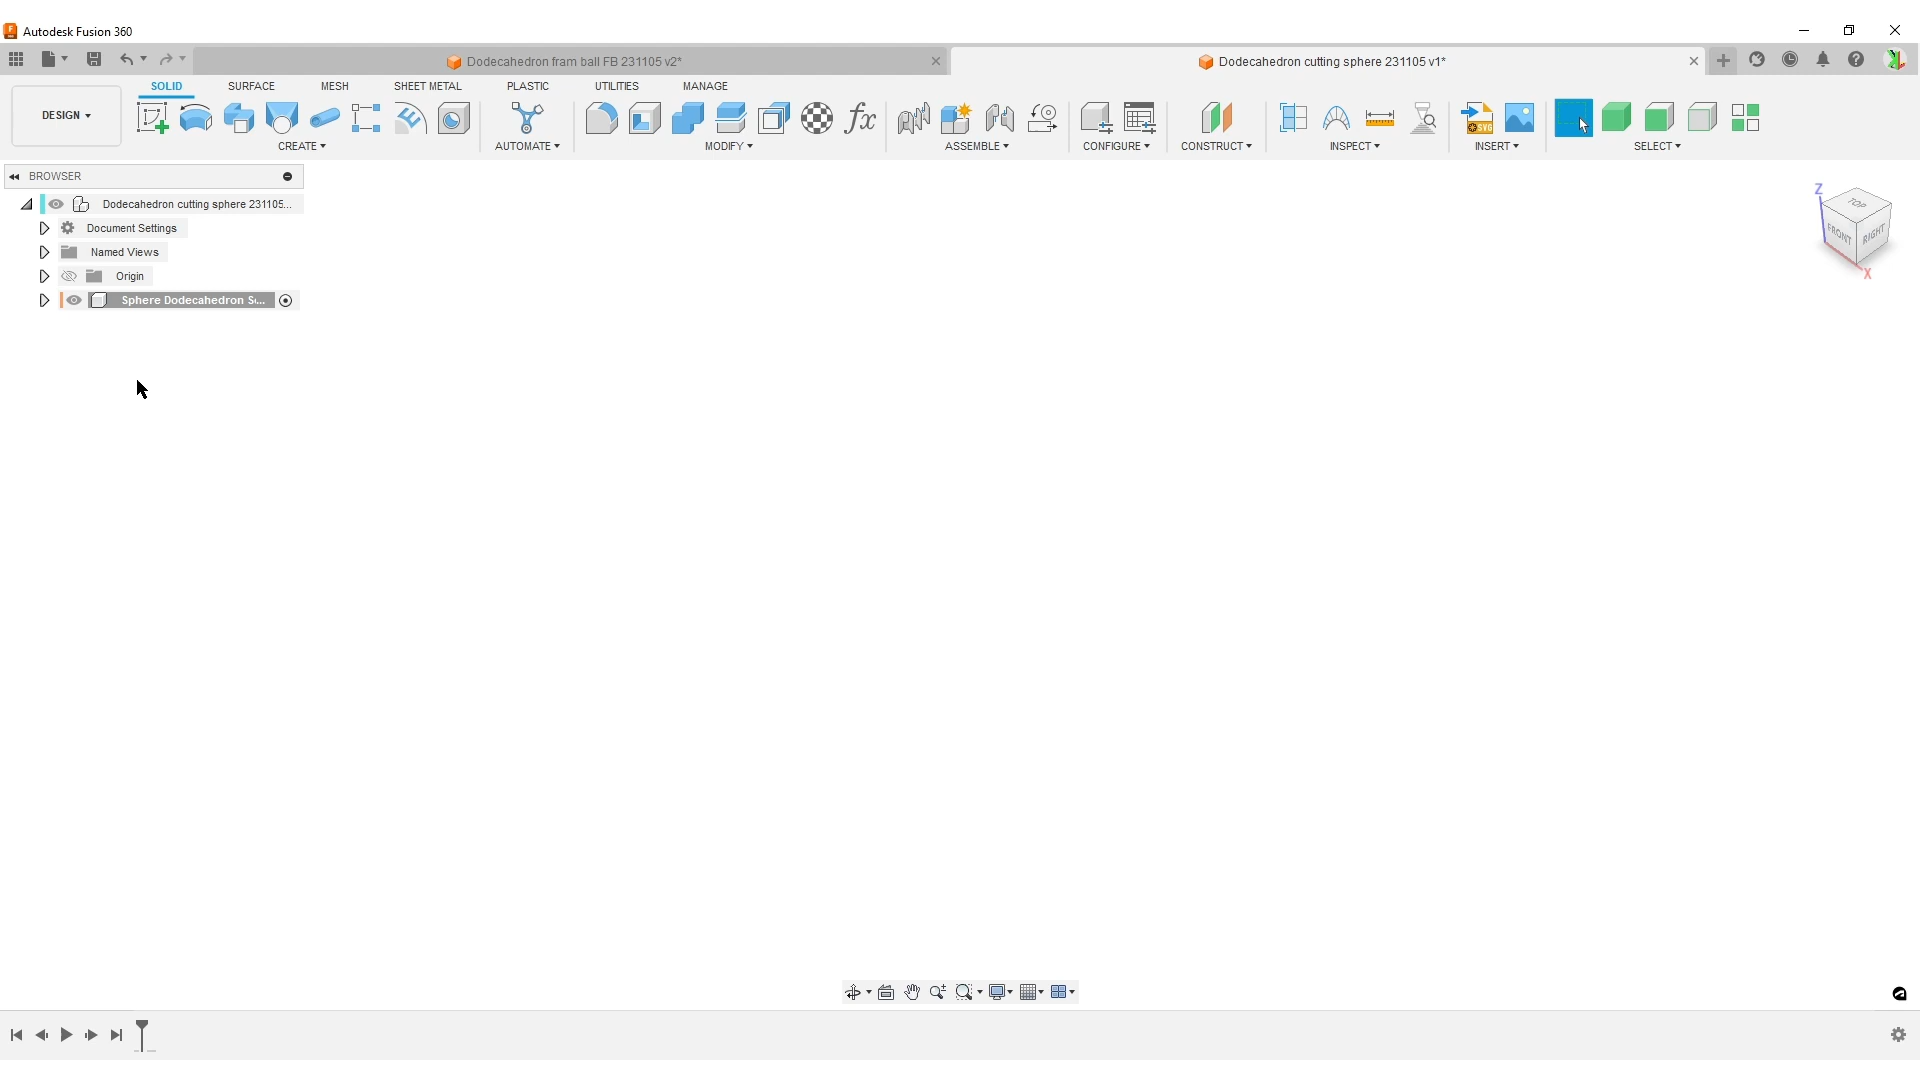 Autodesk Fusion 360
Dodecahedron fram ball FB 231105 v2*
Dodecahedron cutting sphere 231105 v1*
DESIGN
SOLID SURFACE MESH SHEET METAL PLASTIC UTILITIES MANAGE
fx
SVG
CREATE AUTOMATE MODIFY ASSEMBLE CONFIGURE CONSTRUCT INSPECT INSERT SELECT
BROWSER
Dodecahedron cutting sphere 231105...
Document Settings
Named Views
Origin
Sphere Dodecahedron S...
Z
TOP
FRONT
RIGHT
X